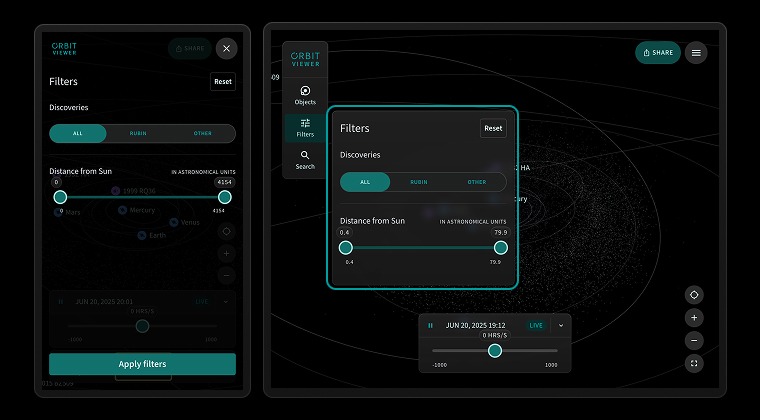 ORBIT
VIEWER
SHARE
Filters
Reset
Discoveries
ALL
RUBIN
OTHER
Distance from Sun
IN ASTRONOMICAL UNITS
0
4154
1909 RQ36
0
4154
Mars
Mercury
Venus
Earth
JUN 20, 2025 20:01
LIVE
0 HRS/S
-1000
1000
Apply filters
ORBIT
VIEWER
Objects
Filters
Search
SHARE
Filters
Reset
Discoveries
ALL
RUBIN
OTHER
Distance from Sun
IN ASTRONOMICAL UNITS
0.4
79.9
0.4
79.9
HA
JUN 20, 2025 19:12
LIVE
0 HRS/S
-1000
1000